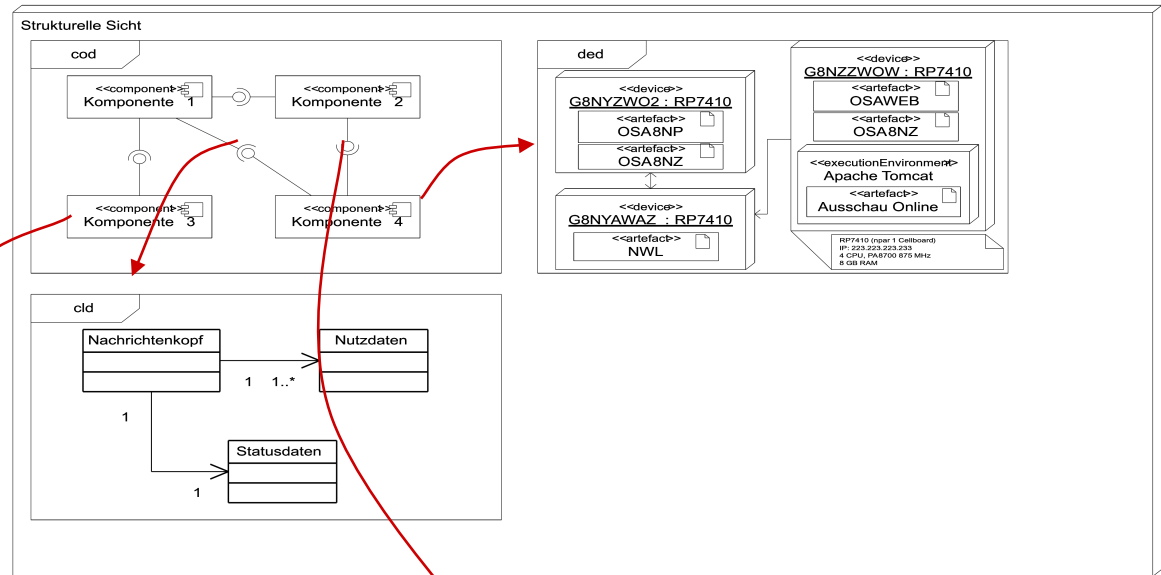 Strukturelle Sicht
cod
<<component>>
Komponente 1
<<component>>
Komponente 2
<<component>>
Komponente 3
<<component>>
Komponente 4
ded
<<device>>
G8NYZWO2 : RP7410
<<artefact>>
OSA8NP
<<artefact>>
OSA8NZ
<<device>>
G8NYAWAZ : RP7410
<<artefact>>
NWL
<<device>>
G8NZZWOW : RP7410
<<artefact>>
OSAWEB
<<artefact>>
OSA8NZ
<<executionEnvironment>>
Apache Tomcat
<<artefact>>
Ausschau Online
RP7410 (npar 1 Cellboard)
IP: 223.223.223.233
4 CPU, PA8700 875 MHz
8 GB RAM
cld
Nachrichtenkopf
Nutzdaten
1 1..*
1
Statusdaten
1